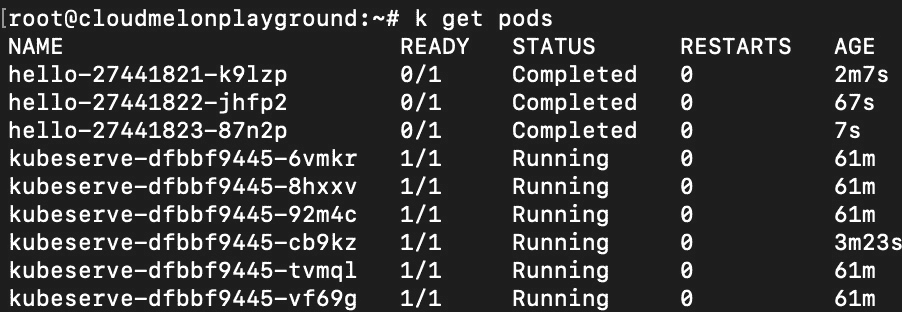 [root@cloudmelonplayground:~# k get pods
NAME READY STATUS RESTARTS AGE
hello-27441821-k9lzp 0/1 Completed 0 2m7s
hello-27441822-jhfp2 0/1 Completed 0 67s
hello-27441823-87n2p 0/1 Completed 0 7s
kubeserve-dfbbf9445-6vmkr 1/1 Running 0 61m
kubeserve-dfbbf9445-8hxxv 1/1 Running 0 61m
kubeserve-dfbbf9445-92m4c 1/1 Running 0 61m
kubeserve-dfbbf9445-cb9kz 1/1 Running 0 3m23s
kubeserve-dfbbf9445-tvmql 1/1 Running 0 61m
kubeserve-dfbbf9445-vf69g 1/1 Running 0 61m